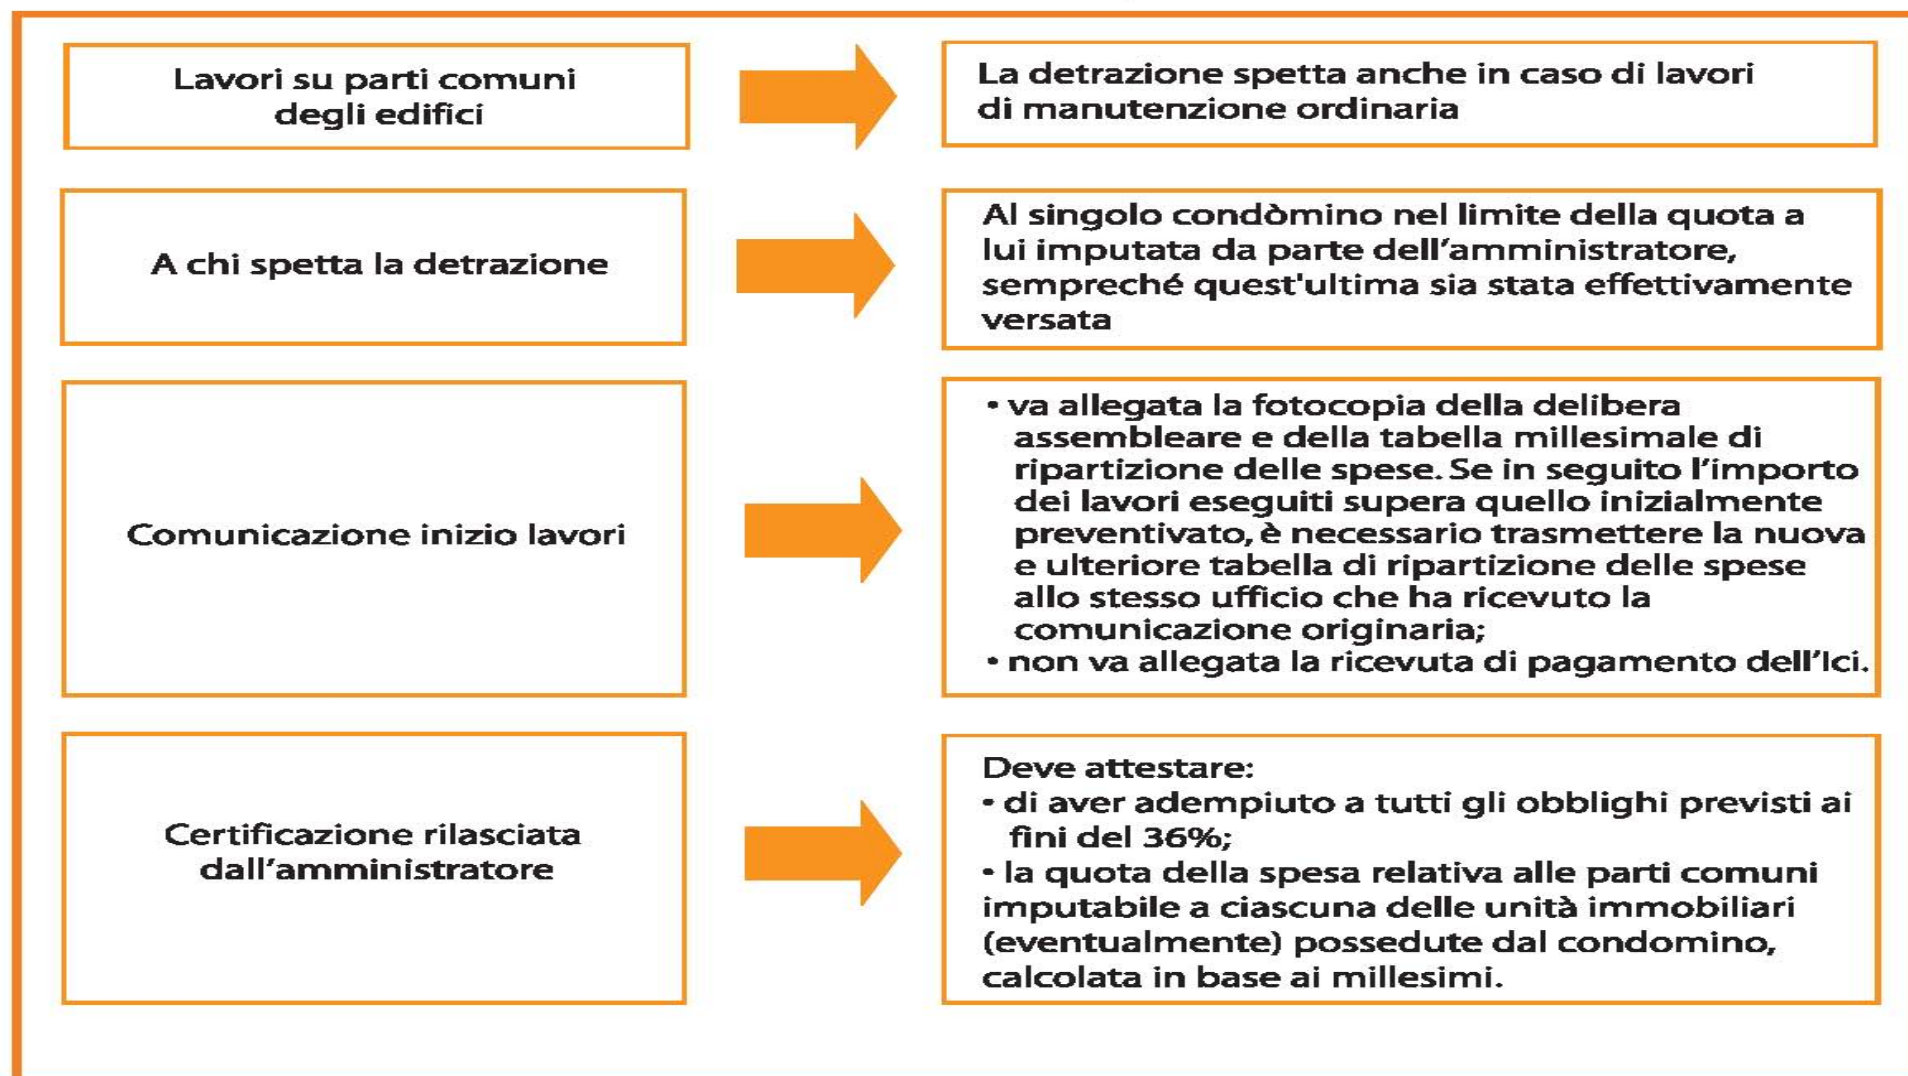 Lavori su parti comuni
degli edifici
La detrazione spetta anche in caso di lavori
di manutenzione ordinaria
A chi spetta la detrazione
Al singolo condòmino nel limite della quota a
lui imputata da parte dell'amministratore,
sempreché quest'ultima sia stata effettivamente
versata
Comunicazione inizio lavori
• va allegata la fotocopia della delibera
assembleare e della tabella millesimale di
ripartizione delle spese. Se in seguito l'importo
dei lavori eseguiti supera quello inizialmente
preventivato, è necessario trasmettere la nuova
e ulteriore tabella di ripartizione delle spese
allo stesso ufficio che ha ricevuto la
comunicazione originaria;
• non va allegata la ricevuta di pagamento dell'Ici.
Certificazione rilasciata
dall'amministratore
Deve attestare:
• di aver adempiuto a tutti gli obblighi previsti ai
fini del 36%;
• la quota della spesa relativa alle parti comuni
imputabile a ciascuna delle unità immobiliari
(eventualmente) possedute dal condomino,
calcolata in base ai millesimi.